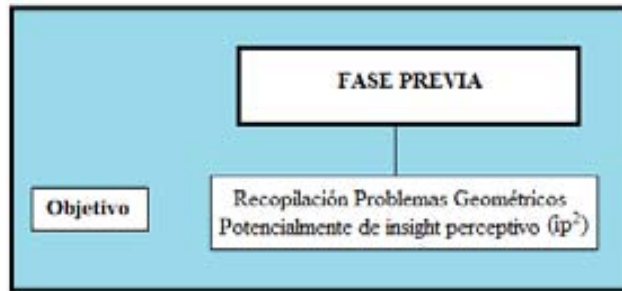 FASE PREVIA
Objetivo
Recopilación Problemas Geométricos
Potencialmente de insight perceptivo (ip²)